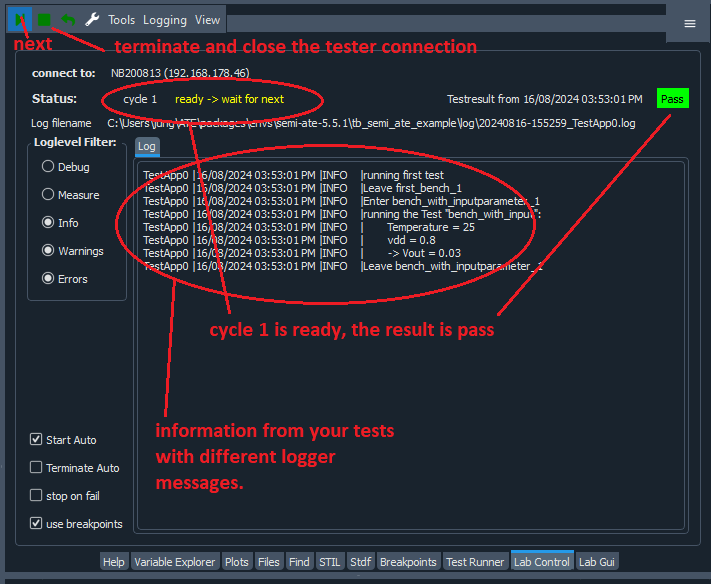 Tools Logging View
next
terminate and close the tester connection
connect to: NB200813 (192.168.178.46)
Status: cycle 1 ready -> wait for next Testresult from 16/08/2024 03:53:01 PM Pass
Log filename C:\Users\jung\ATE\packages\envs\semi-ate-5.5.1\tb_semi_ate_example\log\20240816-155259_TestApp0.log
Loglevel Filter:
Debug
Measure
Info
Warnings
Errors
Log
TestApp0 |16/08/2024 03:53:01 PM |INFO |running first test
TestApp0 |16/08/2024 03:53:01 PM |INFO |Leave first_bench_1
TestApp0 |16/08/2024 03:53:01 PM |INFO |Enter bench_with_inputparameter_1
TestApp0 |16/08/2024 03:53:01 PM |INFO |running the Test "bench_with_input":
TestApp0 |16/08/2024 03:53:01 PM |INFO | Temperature = 25
TestApp0 |16/08/2024 03:53:01 PM |INFO | vdd = 0.8
TestApp0 |16/08/2024 03:53:01 PM |INFO | -> Vout = 0.03
TestApp0 |16/08/2024 03:53:01 PM |INFO |Leave bench_with_inputparameter_1
cycle 1 is ready, the result is pass
information from your tests
with different logger
messages.
Start Auto
Terminate Auto
stop on fail
use breakpoints
Help Variable Explorer Plots Files Find STIL Stdf Breakpoints Test Runner Lab Control Lab Gui